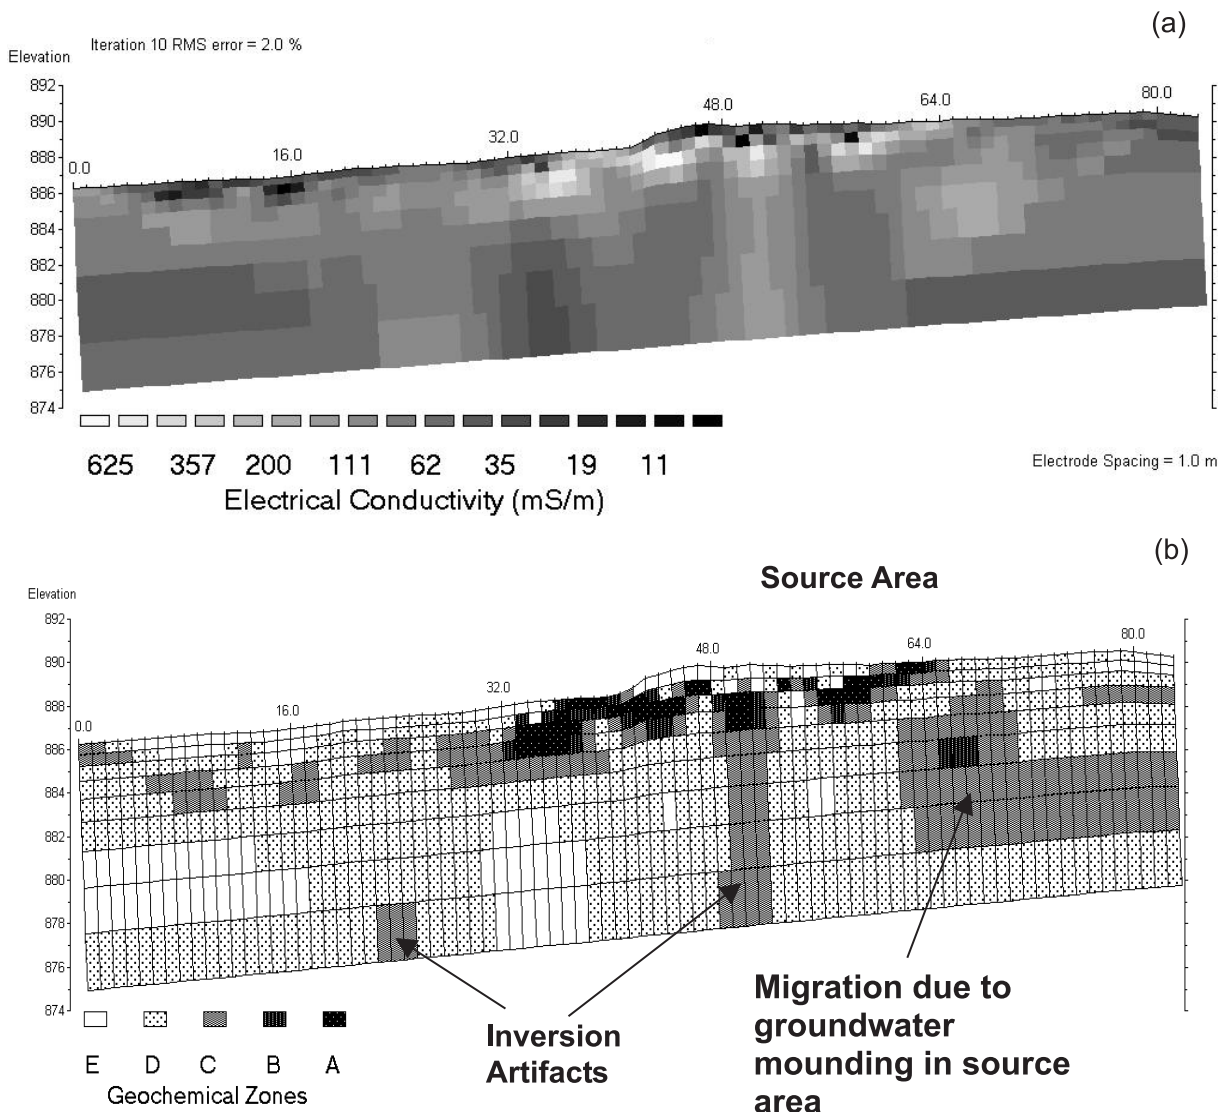 (a)
Iteration 10 RMS error = 2.0 %
Elevation
892
890
888
886
884
882
880
878
876
874
0.0
16.0
32.0
48.0
64.0
80.0
625 357 200 111 62 35 19 11
Electrical Conductivity (mS/m)
Electrode Spacing = 1.0 m
(b)
Source Area
Elevation
892
890
888
886
884
882
880
878
876
874
0.0
16.0
32.0
48.0
64.0
80.0
E D C B A
Geochemical Zones
Inversion
Artifacts
Migration due to
groundwater
mounding in source
area